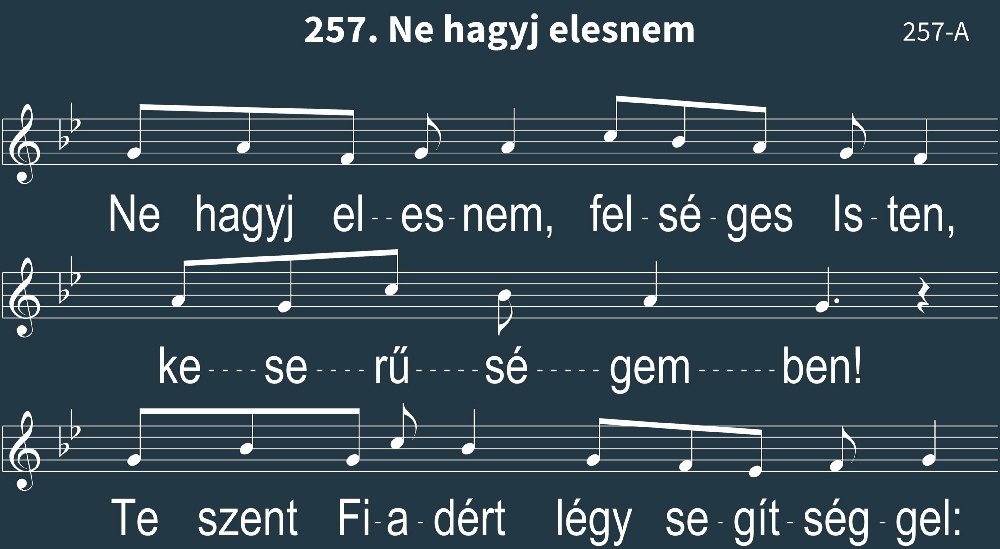 257. Ne hagyj elesnem
257-A
Ne hagyj el--es-nem, fel-sé-ges Is-ten,
ke----se----rű-----sé-----gem------ben!
Te szent Fi-a-dért légy se-gít-ség-gel: